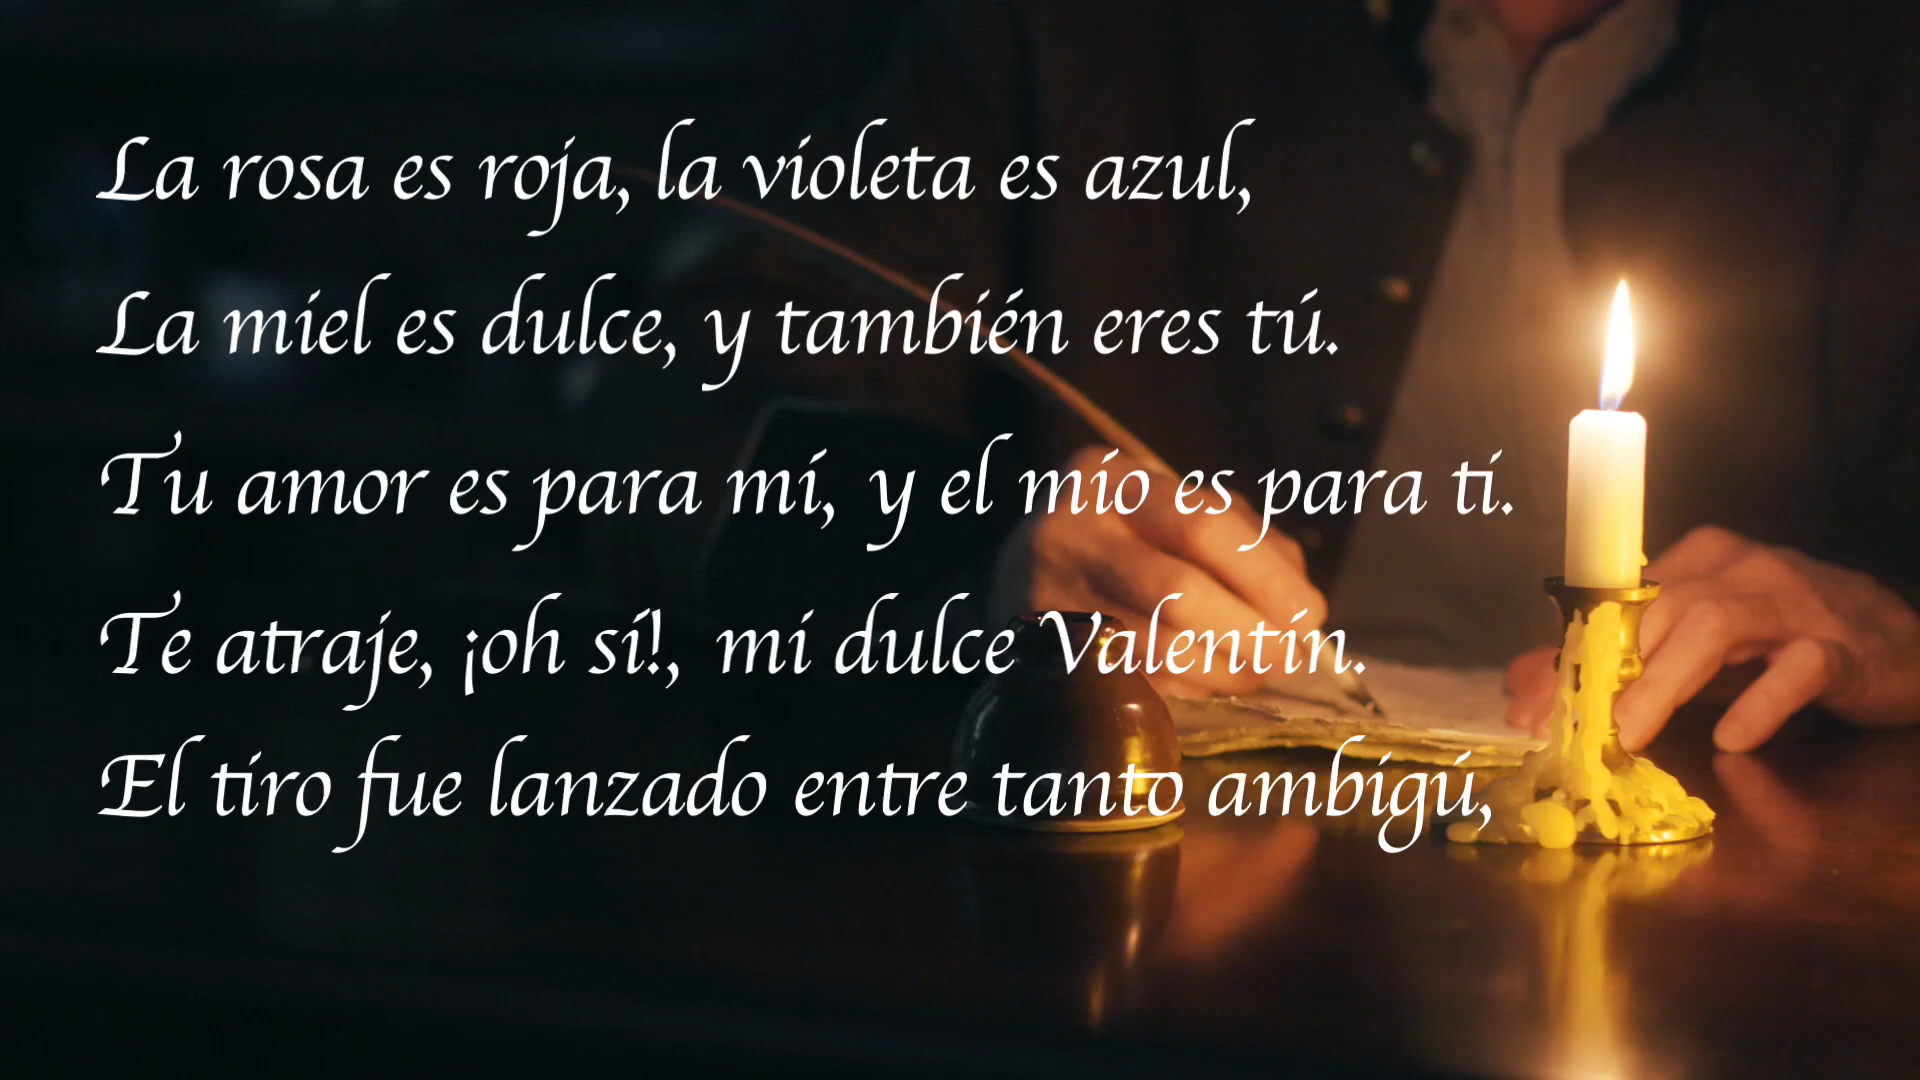 La rosa es roja, la violeta es azul,
La miel es dulce, y también eres tú.
Tu amor es para mí, y el mío es para ti.
Te atraje, ¡oh sí!, mi dulce Valentín.
El tiro fue lanzado entre tanto ambigú,